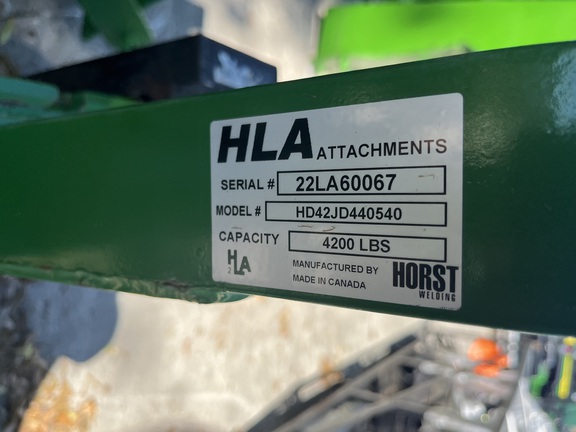 HLA ATTACHMENTS
SERIAL # 22LA60067
MODEL # HD42JD440540
CAPACITY 4200 LBS
HLA
MANUFACTURED BY HORST
MADE IN CANADA WELDING